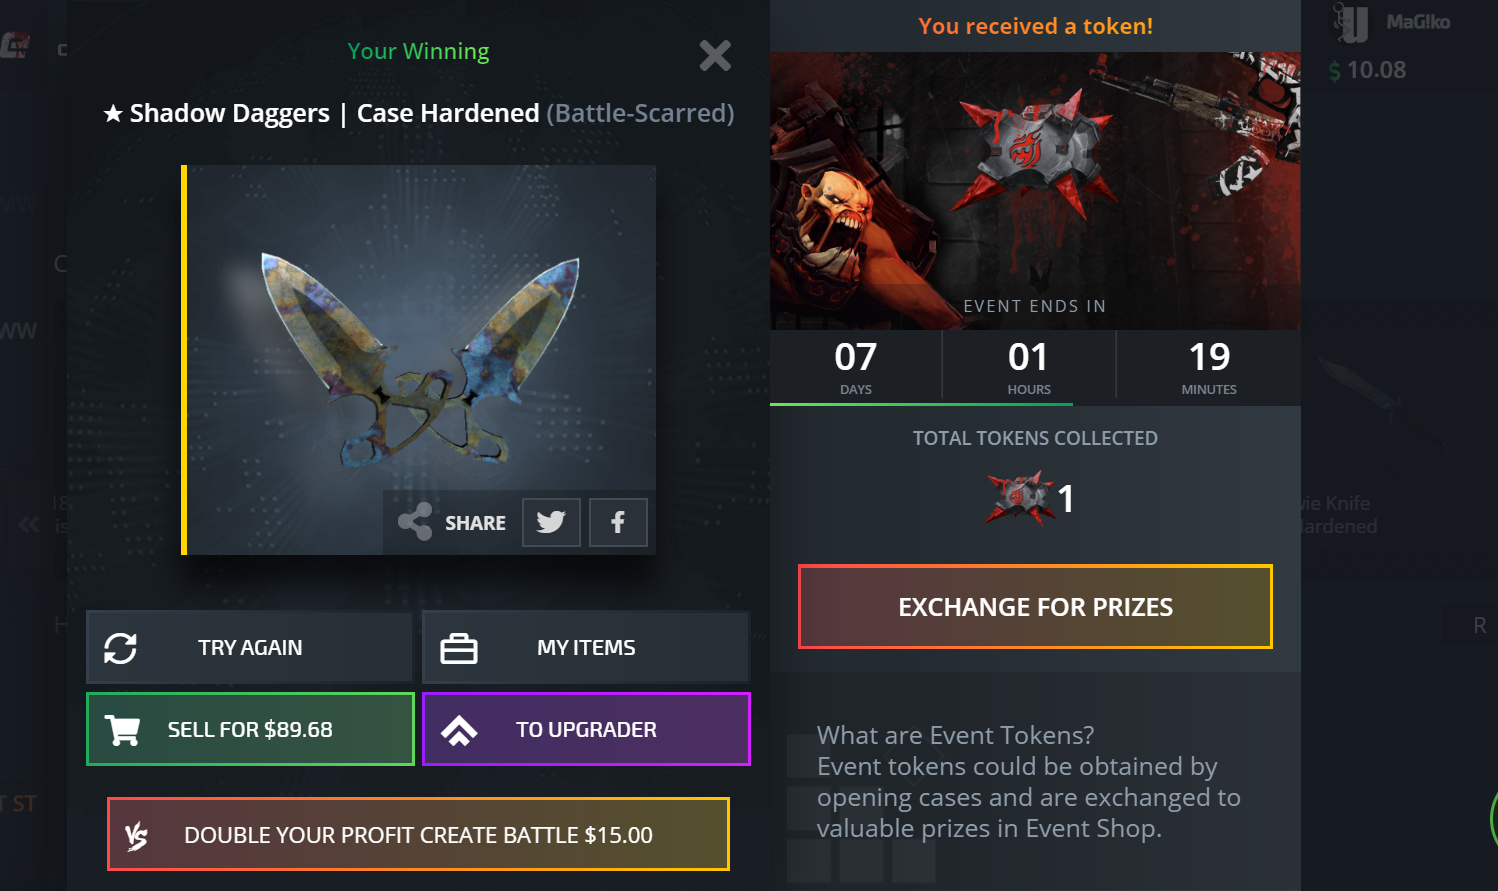 Your Winning
★ Shadow Daggers | Case Hardened (Battle-Scarred)
SHARE
TRY AGAIN
MY ITEMS
SELL FOR $89.68
TO UPGRADER
VS
DOUBLE YOUR PROFIT CREATE BATTLE $15.00
You received a token!
EVENT ENDS IN
07
DAYS
01
HOURS
19
MINUTES
TOTAL TOKENS COLLECTED
1
EXCHANGE FOR PRIZES
What are Event Tokens?
Event tokens could be obtained by
opening cases and are exchanged to
valuable prizes in Event Shop.
MaG!ko
$ 10.08
Knife